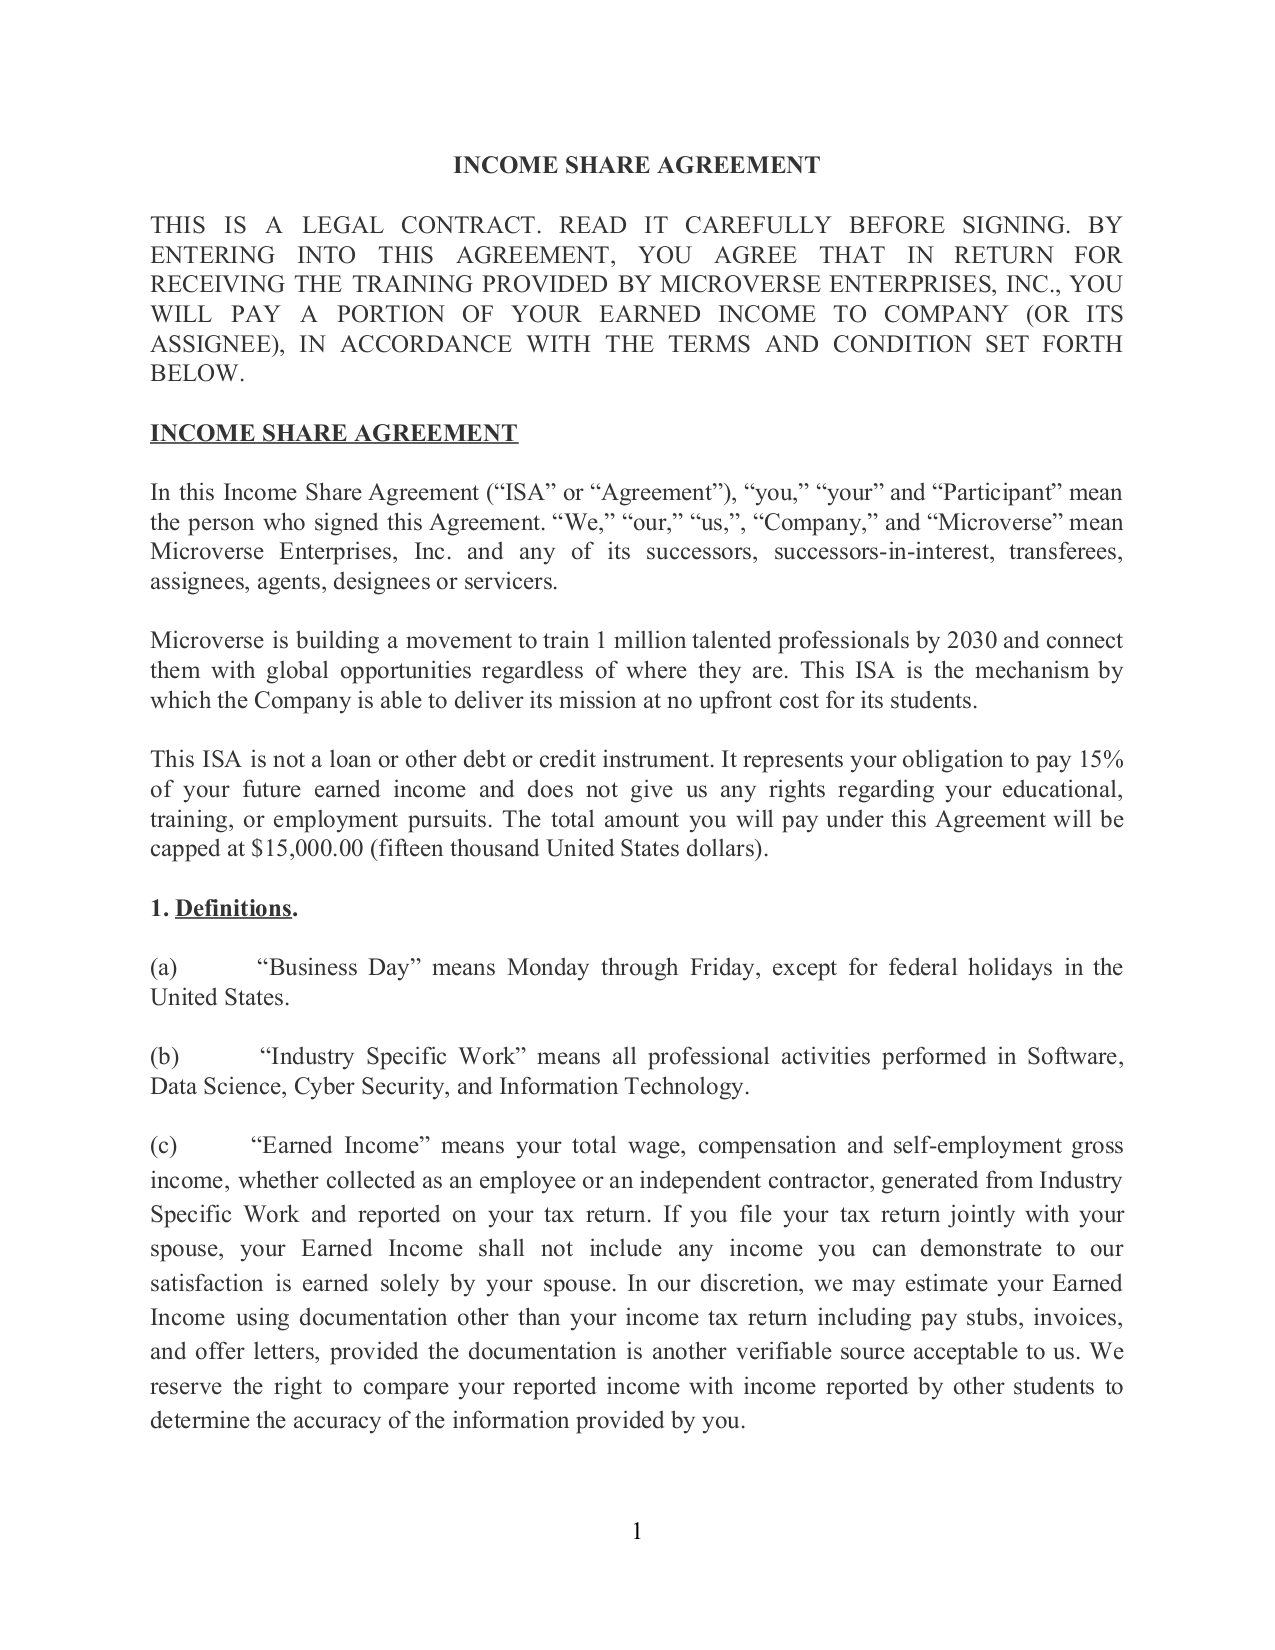 INCOME SHARE AGREEMENT
THIS IS A LEGAL CONTRACT. READ IT CAREFULLY BEFORE SIGNING. BY
ENTERING INTO THIS AGREEMENT, YOU AGREE THAT IN RETURN FOR
RECEIVING THE TRAINING PROVIDED BY MICROVERSE ENTERPRISES, INC., YOU
WILL PAY A PORTION OF YOUR EARNED INCOME TO COMPANY (OR ITS
ASSIGNEE), IN ACCORDANCE WITH THE TERMS AND CONDITION SET FORTH
BELOW.
INCOME SHARE AGREEMENT
In this Income Share Agreement (“ISA” or “Agreement”), “you,” “your” and “Participant” mean
the person who signed this Agreement. “We,” “our,” “us,”, “Company,” and “Microverse” mean
Microverse Enterprises, Inc. and any of its successors, successors-in-interest, transferees,
assignees, agents, designees or servicers.
Microverse is building a movement to train 1 million talented professionals by 2030 and connect
them with global opportunities regardless of where they are. This ISA is the mechanism by
which the Company is able to deliver its mission at no upfront cost for its students.
This ISA is not a loan or other debt or credit instrument. It represents your obligation to pay 15%
of your future earned income and does not give us any rights regarding your educational,
training, or employment pursuits. The total amount you will pay under this Agreement will be
capped at $15,000.00 (fifteen thousand United States dollars).
1. Definitions.
(a) “Business Day” means Monday through Friday, except for federal holidays in the
United States.
(b) “Industry Specific Work” means all professional activities performed in Software,
Data Science, Cyber Security, and Information Technology.
(c) “Earned Income” means your total wage, compensation and self-employment gross
income, whether collected as an employee or an independent contractor, generated from Industry
Specific Work and reported on your tax return. If you file your tax return jointly with your
spouse, your Earned Income shall not include any income you can demonstrate to our
satisfaction is earned solely by your spouse. In our discretion, we may estimate your Earned
Income using documentation other than your income tax return including pay stubs, invoices,
and offer letters, provided the documentation is another verifiable source acceptable to us. We
reserve the right to compare your reported income with income reported by other students to
determine the accuracy of the information provided by you.
1